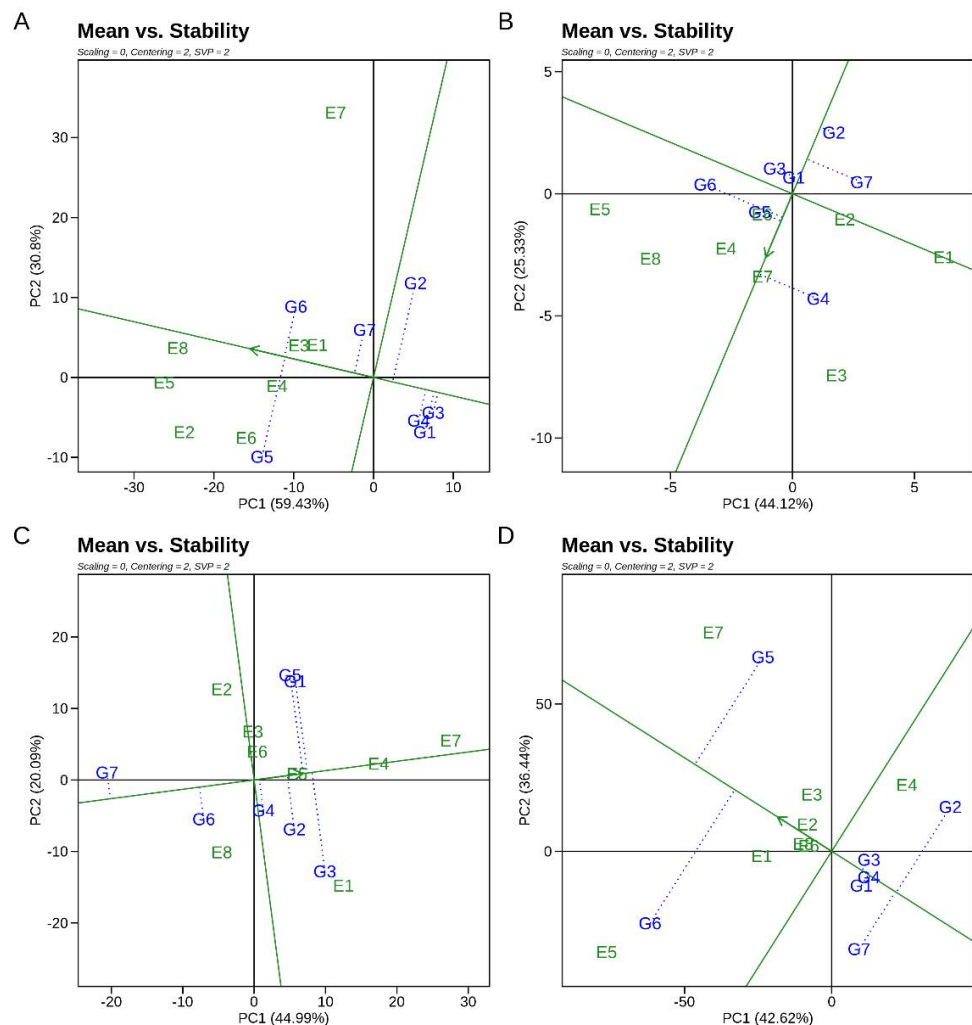 A
Mean vs. Stability
Scaling = 0, Centering = 2, SVP = 2
PC2 (30.8%)
30
20
10
0
-10
E7
G2
G6
G7
E3
E1
E8
E5
E4
G3
G4
G1
E2
E6
G5
-30
-20
-10
0
10
PC1 (59.43%)
B
Mean vs. Stability
Scaling = 0, Centering = 2, SVP = 2
PC2 (25.33%)
5
0
-5
-10
G2
G3
G1
G7
G6
E5
G5
E2
E4
E1
E8
E7
G4
E3
-5
0
5
PC1 (44.12%)
C
Mean vs. Stability
Scaling = 0, Centering = 2, SVP = 2
PC2 (20.09%)
20
10
0
-10
-20
G5
G1
E2
E3
E7
E6
E4
G7
G4
G6
G2
E8
G3
E1
-20
-10
0
10
20
30
PC1 (44.99%)
D
Mean vs. Stability
Scaling = 0, Centering = 2, SVP = 2
PC2 (36.44%)
50
0
E7
G5
E4
E3
G2
E2
E8
E6
E1
G3
G4
G1
G6
E5
G7
-50
0
PC1 (42.62%)